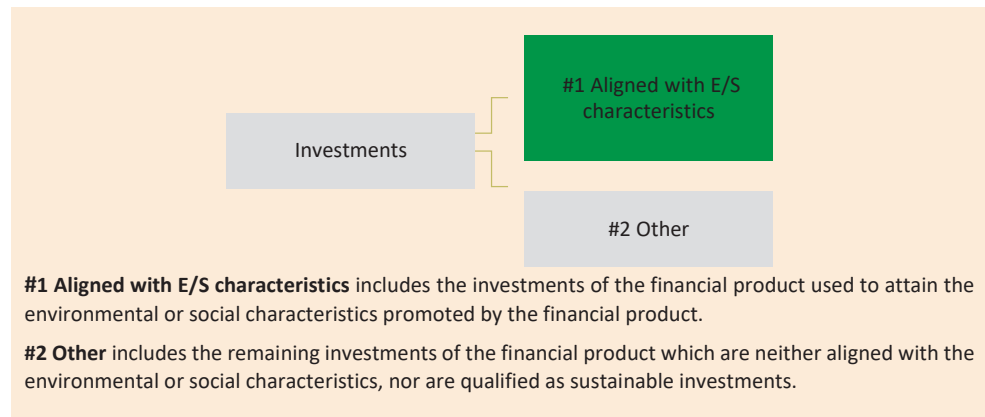 #1 Aligned with E/S
characteristics
Investments
#2 Other
#1 Aligned with E/S characteristics includes the investments of the financial product used to attain the
environmental or social characteristics promoted by the financial product.
#2 Other includes the remaining investments of the financial product which are neither aligned with the
environmental or social characteristics, nor are qualified as sustainable investments.